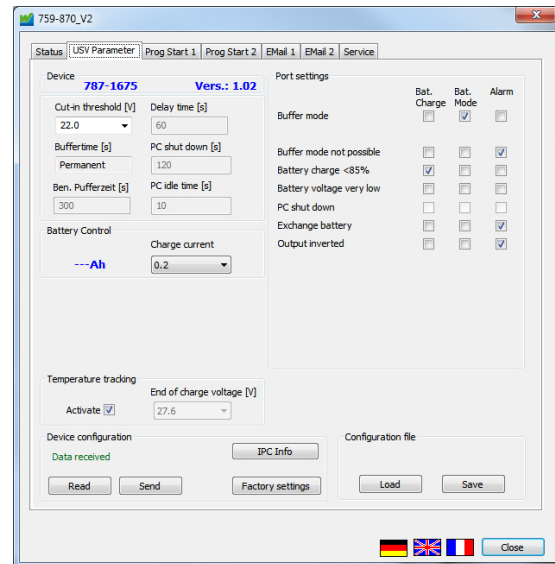 759-870_V2
Status USV Parameter Prog Start 1 Prog Start 2 EMail 1 EMail 2 Service
Device
787-1675 Vers.: 1.02
Cut-in threshold [V] Delay time [s]
22.0 60
Buffertime [s] PC shut down [s]
Permanent 120
Ben. Pufferzeit [s] PC idle time [s]
300 10
Battery Control
Charge current
---Ah 0.2
Temperature tracking
End of charge voltage [V]
Activate 27.6
Port settings
Bat. Charge Bat. Mode Alarm
Buffer mode
Buffer mode not possible
Battery charge <85%
Battery voltage very low
PC shut down
Exchange battery
Output inverted
Device configuration
Data received IPC Info
Read Send Factory settings
Configuration file
Load Save
Close